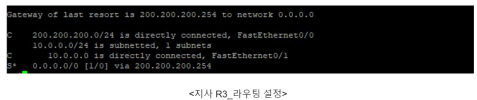 Gateway of last resort is 200.200.200.254 to network 0.0.0.0
C    200.200.200.0/24 is directly connected, FastEthernet0/0
     10.0.0.0/24 is subnetted, 1 subnets
C       10.0.0.0 is directly connected, FastEthernet0/1
S*   0.0.0.0/0 [1/0] via 200.200.200.254
<지사 R3_라우팅 설정>